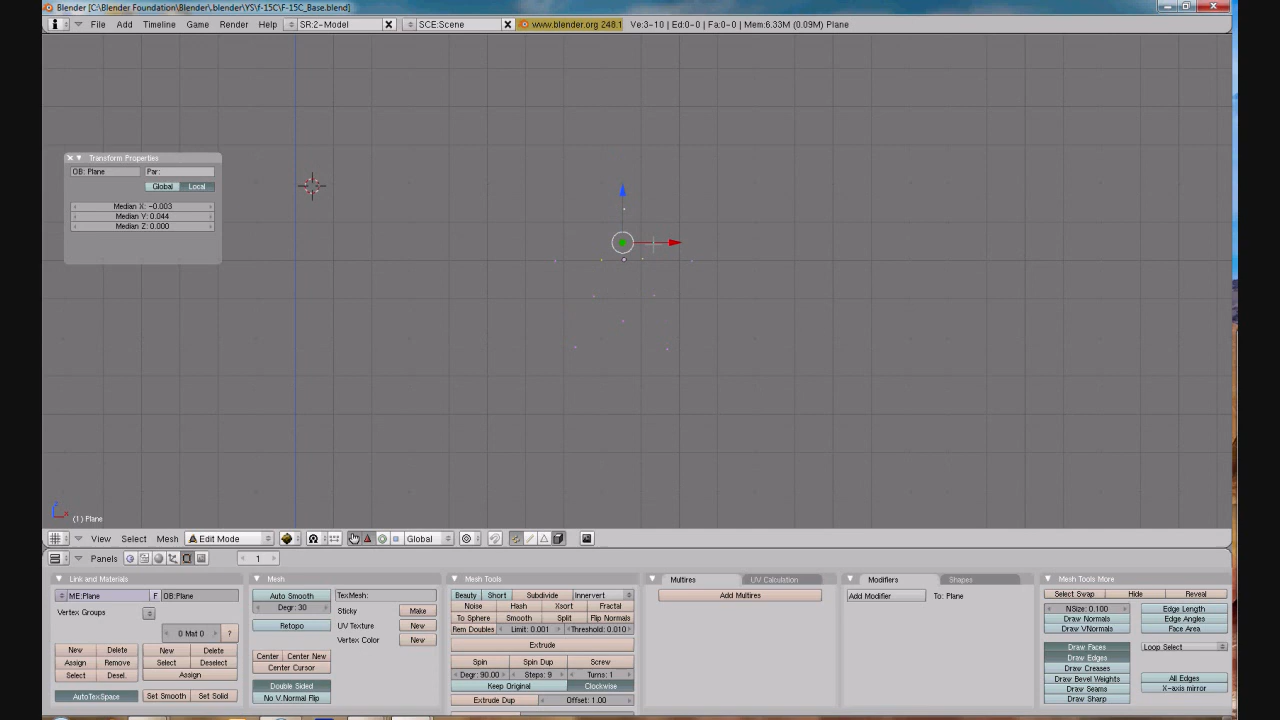 Blender [C:\Blender Foundation\Blender\.blender\YS\f-15C\F-15C_Base.blend]
File Add Timeline Game Render Help SR:2-Model SCE:Scene www.blender.org 248.1 Ve:3-10 | Ed:0-0 | Fa:0-0 | Mem:6.33M (0.09M) Plane
Transform Properties
OB: Plane Par:
Global Local
Median X: -0.003
Median Y: 0.044
Median Z: 0.000
(1) Plane
View Select Mesh Edit Mode Global
Panels 1
Link and Materials Mesh Mesh Tools Multires UV Calculation Modifiers Shapes Mesh Tools More
ME:Plane F OB:Plane
Vertex Groups
0 Mat 0 ?
New Delete New Delete
Assign Remove Select Deselect
Select Desel. Assign
AutoTexSpace Set Smooth Set Solid
Auto Smooth TexMesh:
Degr: 30 Sticky Make
Retopo UV Texture New
Vertex Color New
Center Center New
Center Cursor
Double Sided
No V.Normal Flip
Beauty Short Subdivide Innervert
Noise Hash Xsort Fractal
To Sphere Smooth Split Flip Normals
Rem Doubles Limit: 0.001 Threshold: 0.010
Extrude
Spin Spin Dup Screw
Degr: 90.00 Steps: 9 Turns: 1
Keep Original Clockwise
Extrude Dup Offset: 1.00
Add Multires
Add Modifier To: Plane
Select Swap Hide Reveal
NSize: 0.100 Edge Length
Draw Normals Edge Angles
Draw VNormals Face Area
Draw Faces Loop Select
Draw Edges
Draw Creases
Draw Bevel Weights All Edges
Draw Seams X-axis mirror
Draw Sharp